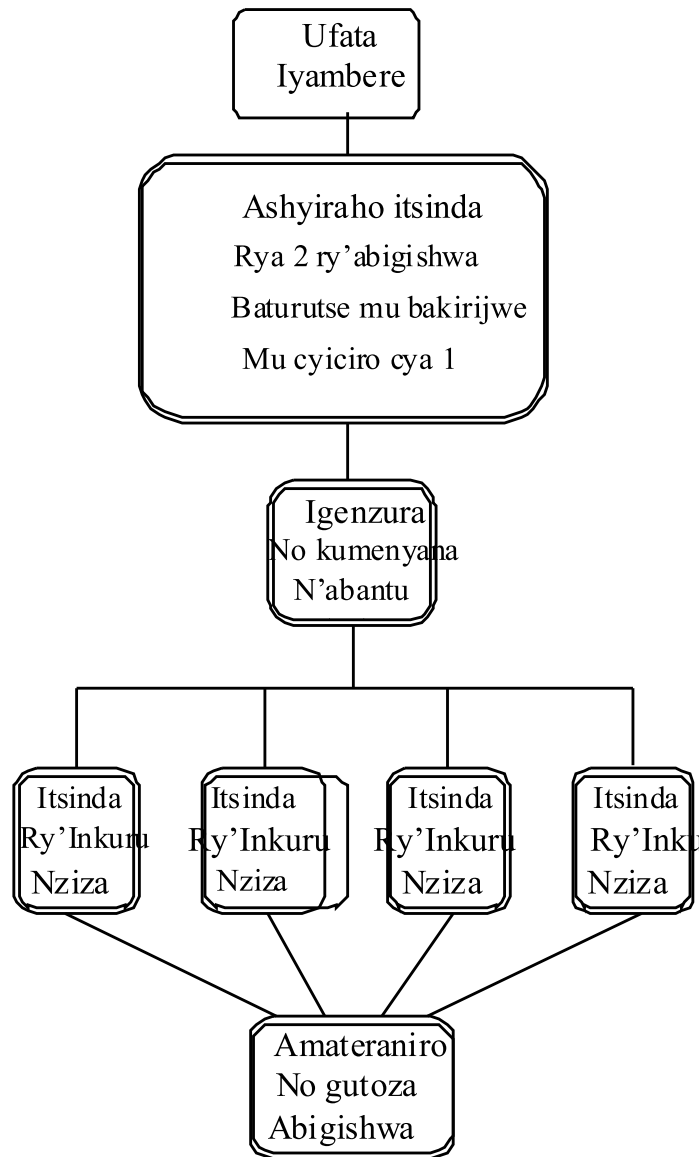 Ufata
Iyambere
Ashyiraho itsinda
Rya 2 ry’abigishwa
Baturutse mu bakirijwe
Mu cyiciro cya 1
Igenzura
No kumenyana
N’abantu
Itsinda
Ry’Inkuru
Nziza
Itsinda
Ry’Inkuru
Nziza
Itsinda
Ry’Inkuru
Nziza
Itsinda
Ry’Inku
Nziza
Amateraniro
No gutoza
Abigishwa